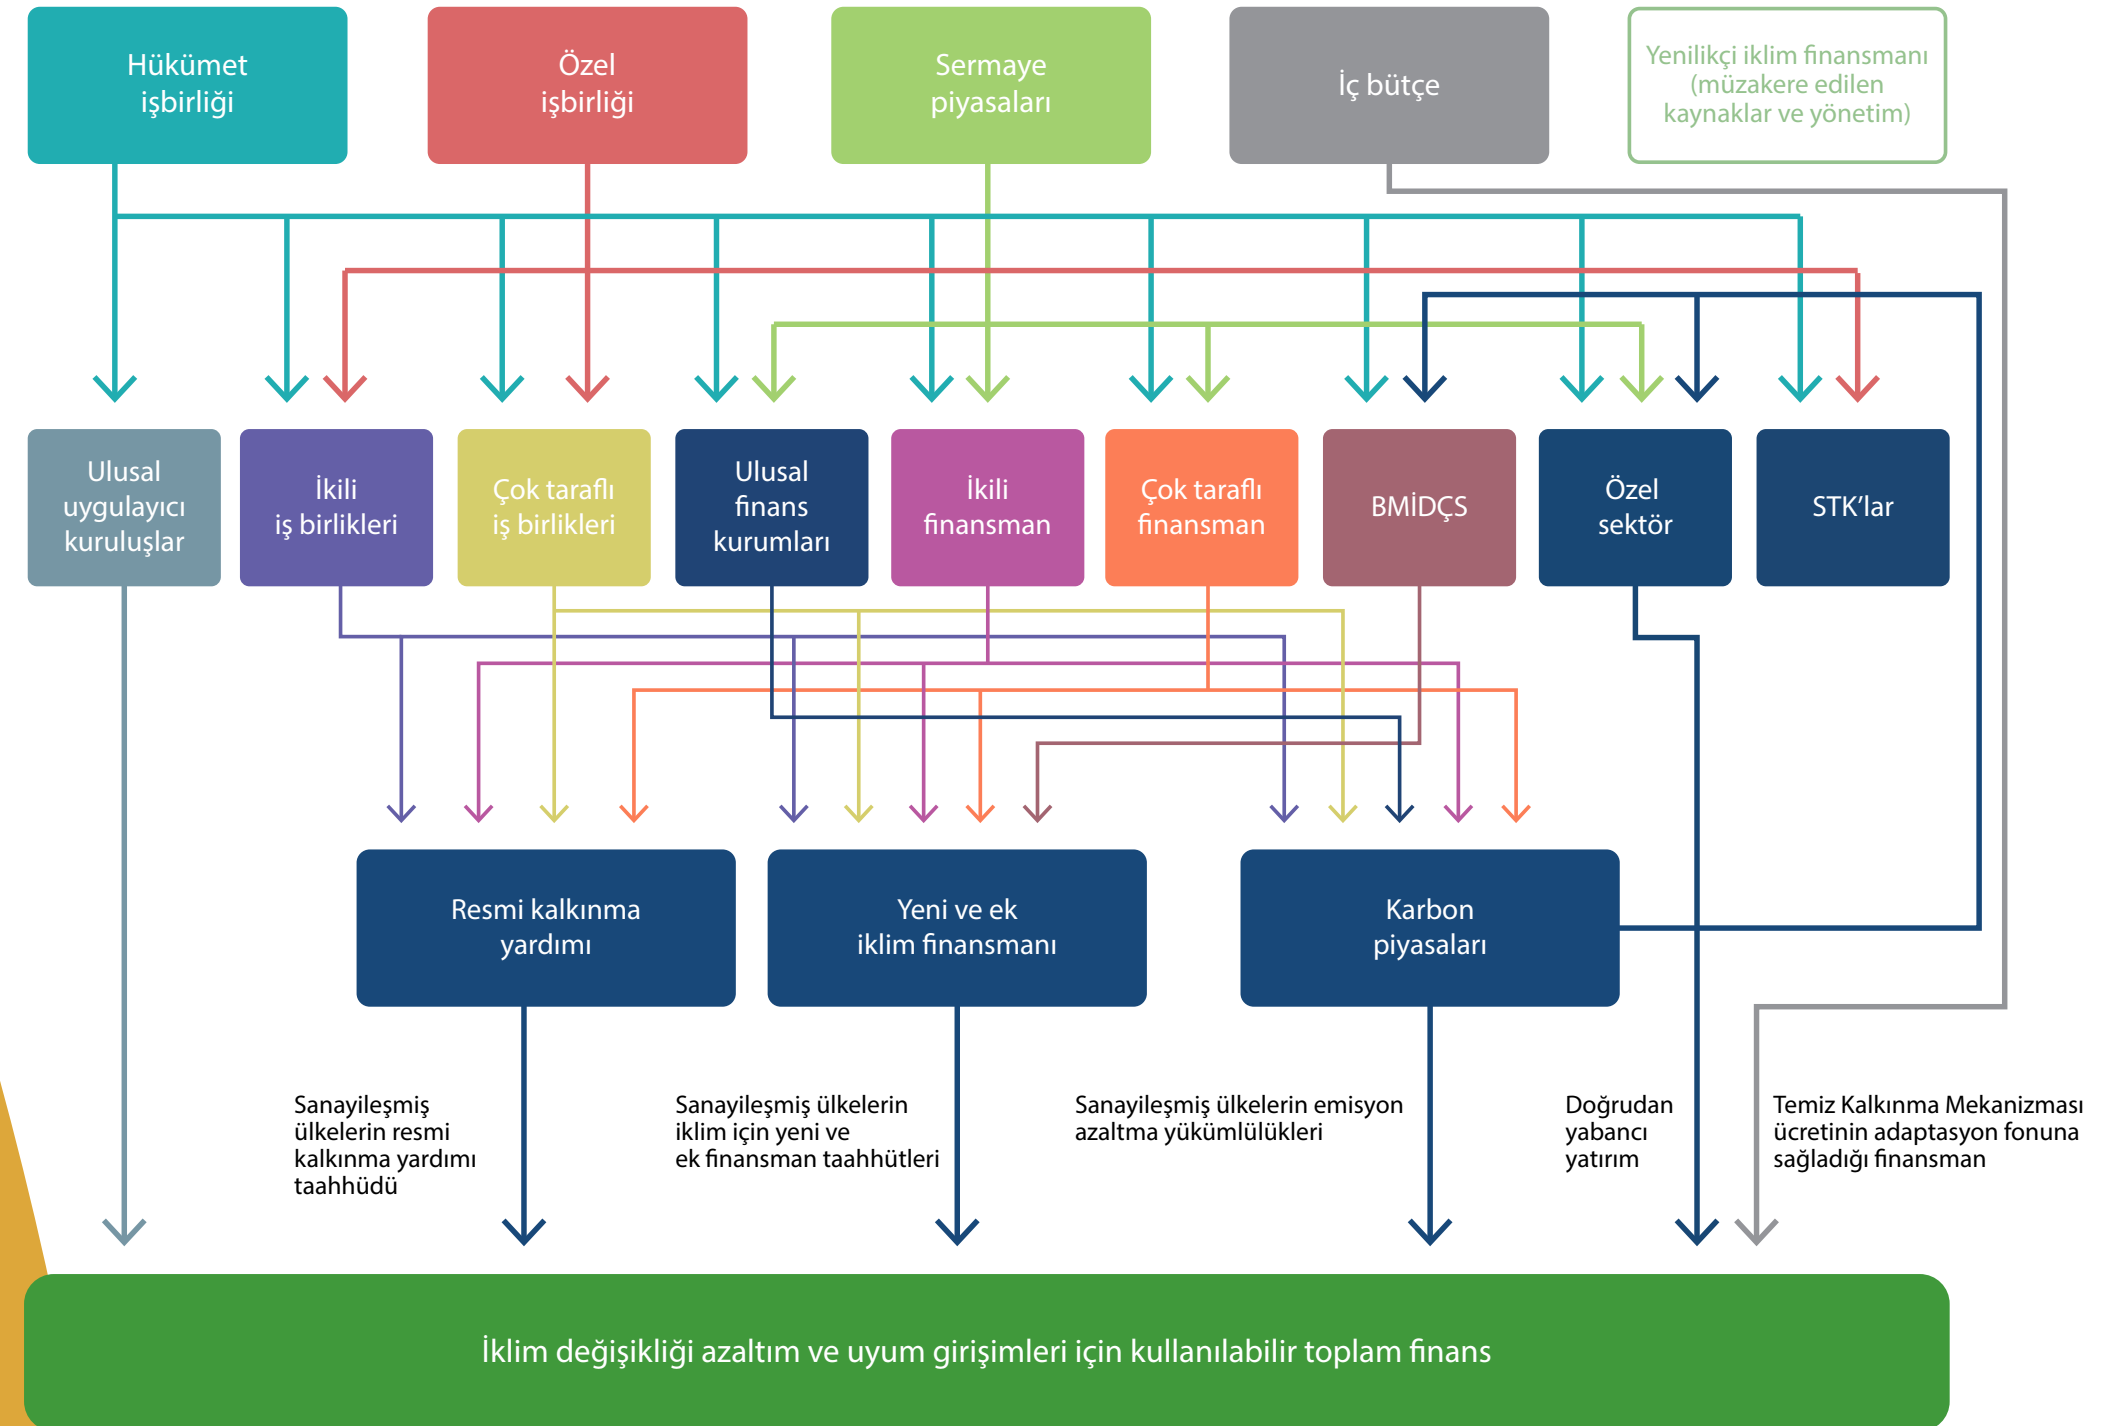 Hükümet
işbirliği
Özel
işbirliği
Sermaye
piyasaları
İç bütçe
Yenilikçi iklim finansmanı
(müzakere edilen
kaynaklar ve yönetim)
Ulusal
uygulayıcı
kuruluşlar
İkili
iş birlikleri
Çok taraflı
iş birlikleri
Ulusal
finans
kurumları
İkili
finansman
Çok taraflı
finansman
BMİDÇS
Özel
sektör
STK'lar
Resmi kalkınma
yardımı
Yeni ve ek
iklim finansmanı
Karbon
piyasaları
Sanayileşmiş
ülkelerin resmi
kalkınma yardımı
taahhüdü
Sanayileşmiş ülkelerin
iklim için yeni ve
ek finansman taahhütleri
Sanayileşmiş ülkelerin emisyon
azaltma yükümlülükleri
Doğrudan
yabancı
yatırım
Temiz Kalkınma Mekanizması
ücretinin adaptasyon fonuna
sağladığı finansman
İklim değişikliği azaltım ve uyum girişimleri için kullanılabilir toplam finans